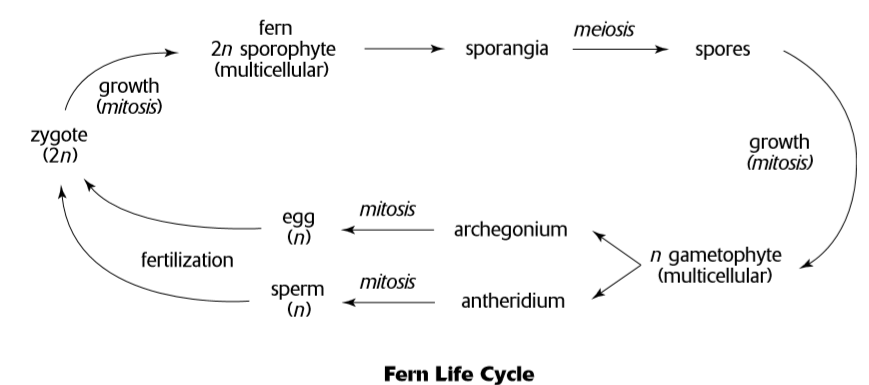 fern
2n sporophyte
(multicellular)
sporangia
meiosis
spores
growth
(mitosis)
growth
(mitosis)
zygote
(2n)
egg
(n)
mitosis
archegonium
n gametophyte
(multicellular)
fertilization
sperm
(n)
mitosis
antheridium
Fern Life Cycle